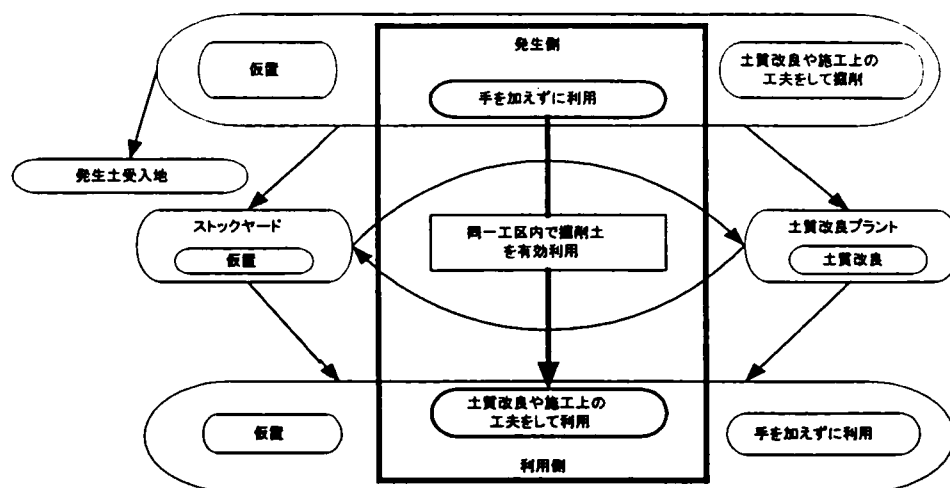 発生側
仮置
土質改良や施工上の
工夫をして掘削
手を加えずに利用
発生土受入地
ストックヤード
仮置
同一工区内で掘削土
を有効利用
土質改良プラント
土質改良
仮置
土質改良や施工上の
工夫をして利用
手を加えずに利用
利用側